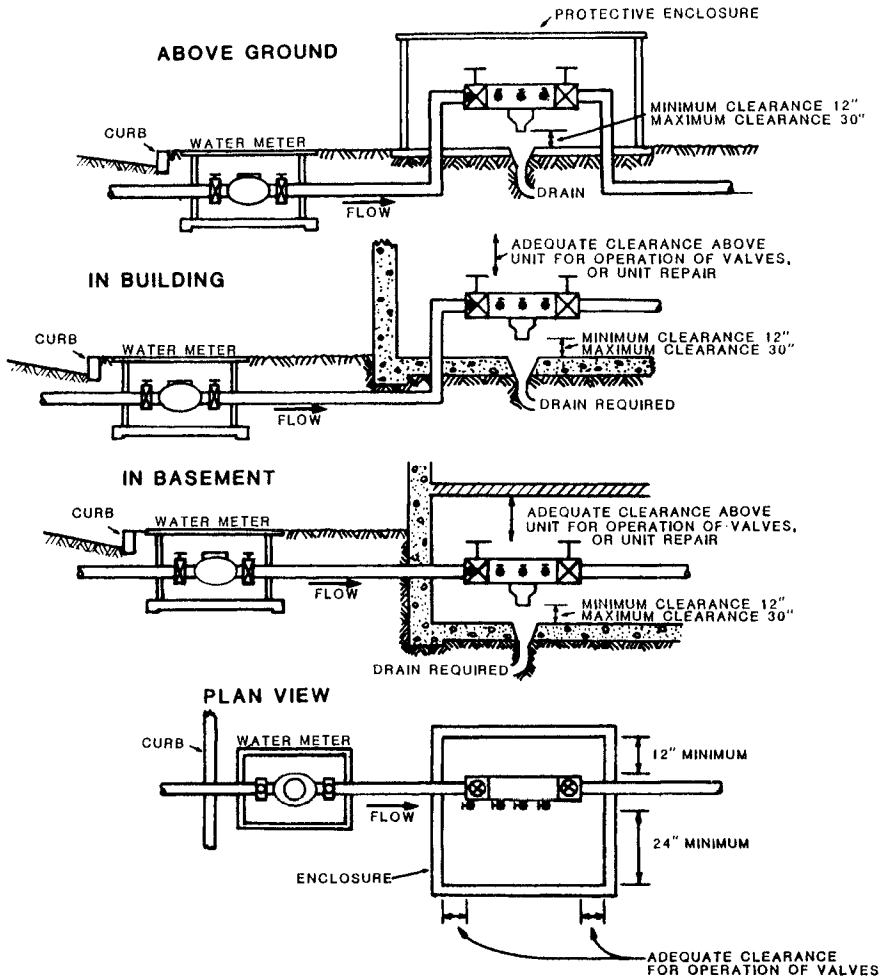 PROTECTIVE ENCLOSURE
ABOVE GROUND
MINIMUM CLEARANCE 12"
MAXIMUM CLEARANCE 30"
CURB
WATER METER
DRAIN
FLOW
ADEQUATE CLEARANCE ABOVE
UNIT FOR OPERATION OF VALVES,
OR UNIT REPAIR
IN BUILDING
CURB
WATER METER
MINIMUM CLEARANCE 12"
MAXIMUM CLEARANCE 30"
DRAIN REQUIRED
FLOW
IN BASEMENT
ADEQUATE CLEARANCE ABOVE
UNIT FOR OPERATION OF VALVES,
OR UNIT REPAIR
CURB
WATER METER
FLOW
MINIMUM CLEARANCE 12"
MAXIMUM CLEARANCE 30"
DRAIN REQUIRED
PLAN VIEW
CURB
WATER METER
12" MINIMUM
FLOW
24" MINIMUM
ENCLOSURE
ADEQUATE CLEARANCE
FOR OPERATION OF VALVES